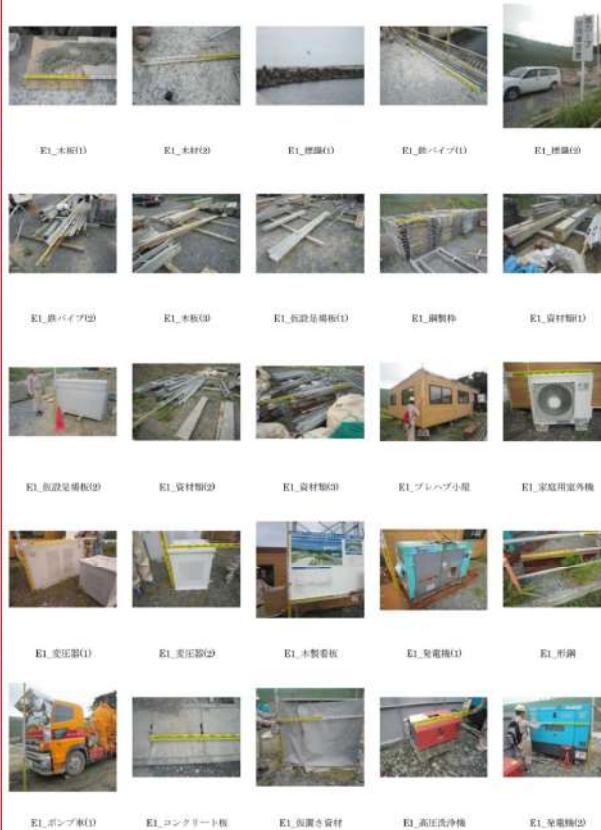 E1_木板(1) E1_木材(2) E1_標識(1) E1_鉄パイプ(1) E1_標識(2)
E1_鉄パイプ(2) E1_木板(3) E1_仮設足場板(1) E1_鋼製枠 E1_資材類(1)
E1_仮設足場板(2) E1_資材類(2) E1_資材類(3) E1_プレハブ小屋 E1_家庭用室外機
E1_変圧器(1) E1_変圧器(2) E1_木製看板 E1_発電機(1) E1_形鋼
E1_ポンプ車(1) E1_コンクリート板 E1_仮置き資材 E1_高圧洗浄機 E1_発電機(2)